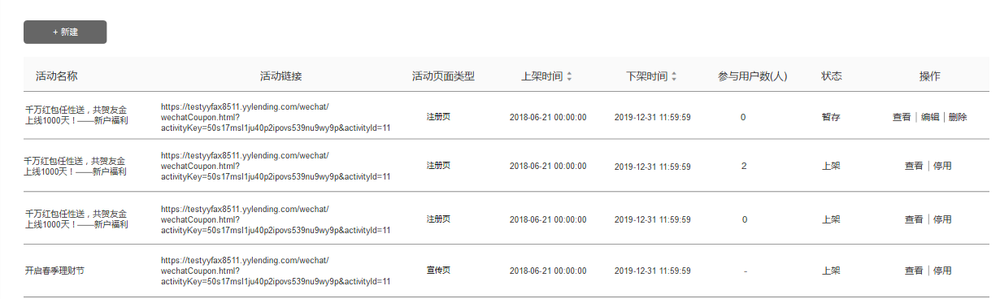 + 新建
活动名称 活动链接 活动页面类型 上架时间 下架时间 参与用户数(人) 状态 操作
千万红包任性送，共贺友金
上线1000天！——新户福利
https://testyyfax8511.yylending.com/wechat/
wechatCoupon.html?
activityKey=50s17msl1ju40p2ipovs539nu9wy9p&activityId=11
注册页
2018-06-21 00:00:00
2019-12-31 11:59:59
0
暂存
查看 | 编辑 | 删除
千万红包任性送，共贺友金
上线1000天！——新户福利
https://testyyfax8511.yylending.com/wechat/
wechatCoupon.html?
activityKey=50s17msl1ju40p2ipovs539nu9wy9p&activityId=11
注册页
2018-06-21 00:00:00
2019-12-31 11:59:59
2
上架
查看 | 停用
千万红包任性送，共贺友金
上线1000天！——新户福利
https://testyyfax8511.yylending.com/wechat/
wechatCoupon.html?
activityKey=50s17msl1ju40p2ipovs539nu9wy9p&activityId=11
注册页
2018-06-21 00:00:00
2019-12-31 11:59:59
0
上架
查看 | 停用
开启春季理财节
https://testyyfax8511.yylending.com/wechat/
wechatCoupon.html?
activityKey=50s17msl1ju40p2ipovs539nu9wy9p&activityId=11
宣传页
2018-06-21 00:00:00
2019-12-31 11:59:59
-
上架
查看 | 停用